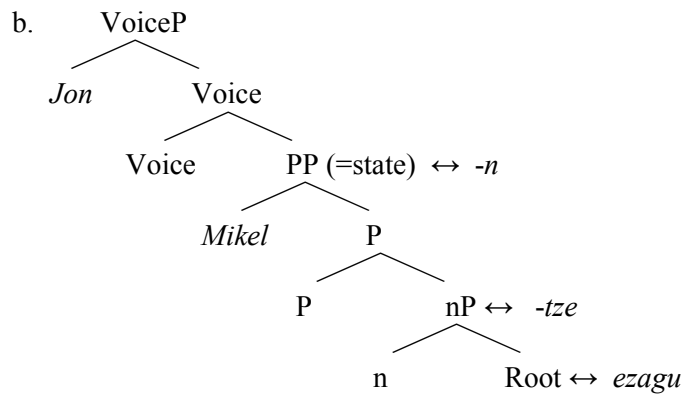 b. VoiceP
Jon Voice
Voice PP (=state) ↔ -n
Mikel P
P nP ↔ -tze
n Root ↔ ezagu